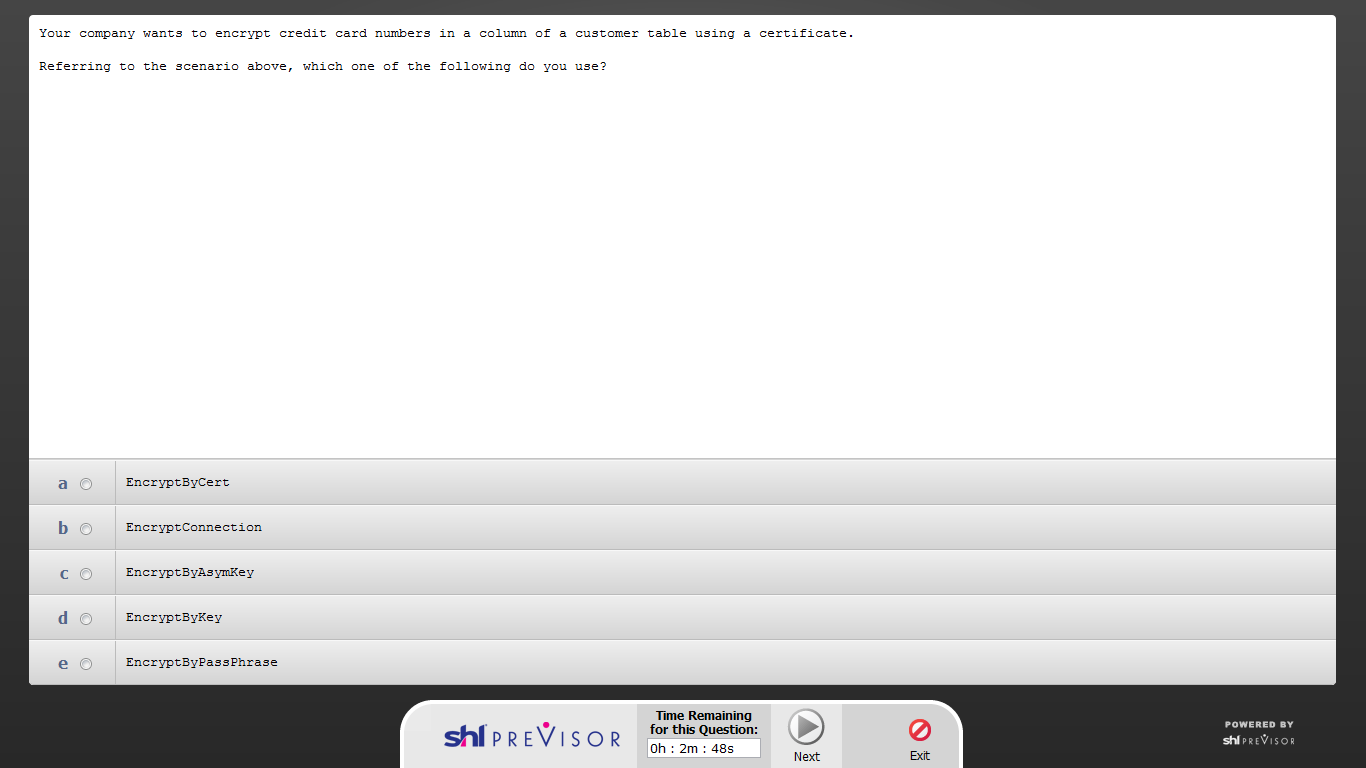 Your company wants to encrypt credit card numbers in a column of a customer table using a certificate.
Referring to the scenario above, which one of the following do you use?
a EncryptByCert
b EncryptConnection
c EncryptByAsymKey
d EncryptByKey
e EncryptByPassPhrase
shl PREVISOR
Time Remaining
for this Question:
0h : 2m : 48s
Next
Exit
POWERED BY
shl PREVISOR